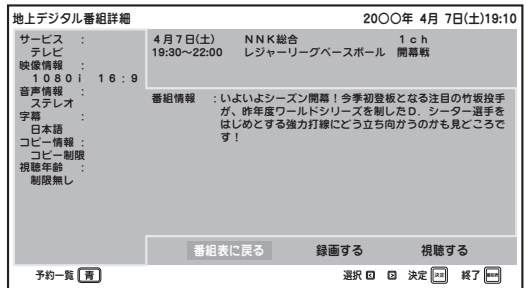 地上デジタル番組詳細 20〇〇年 4月 7日(土)19:10
サービス :
テレビ
映像情報 :
1080i 16:9
音声情報 :
ステレオ
字幕 :
日本語
コピー情報 :
コピー制限
視聴年齢 :
制限無し
4月7日(土) NNK総合 1ch
19:30〜22:00 レジャーリーグベースボール 開幕戦
番組情報 : いよいよシーズン開幕!今季初登板となる注目の竹坂投手
が、昨年度ワールドシリーズを制したD.シーター選手を
はじめとする強力打線にどう立ち向かうのかも見どころで
す!
番組表に戻る 録画する 視聴する
予約一覧 青 選択 決定 決定 終了 番組表